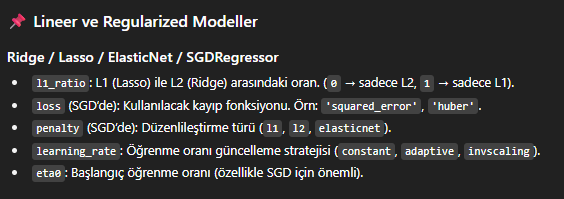 📌 Lineer ve Regularized Modeller
Ridge / Lasso / ElasticNet / SGDRegressor
• l1_ratio: L1 (Lasso) ile L2 (Ridge) arasındaki oran. (0 → sadece L2, 1 → sadece L1).
• loss (SGD'de): Kullanılacak kayıp fonksiyonu. Örn: 'squared_error', 'huber'.
• penalty (SGD'de): Düzenlileştirme türü (l1, l2, elasticnet).
• learning_rate: Öğrenme oranı güncelleme stratejisi (constant, adaptive, invscaling).
• eta0: Başlangıç öğrenme oranı (özellikle SGD için önemli).